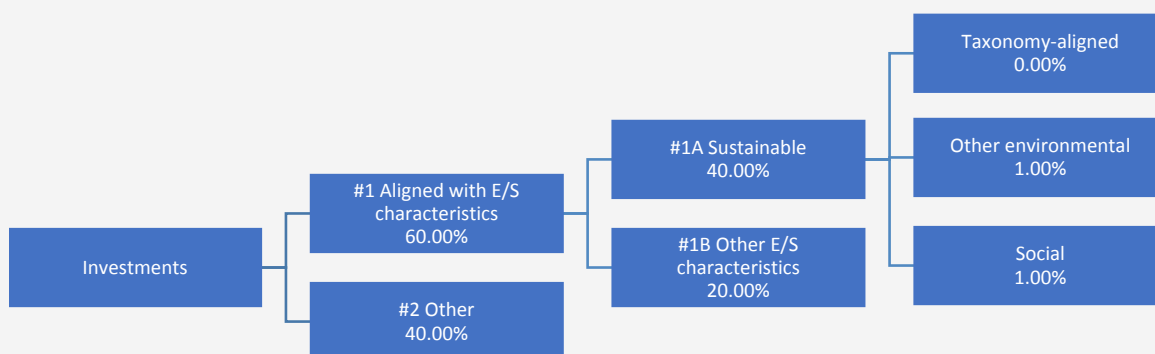 Investments
#1 Aligned with E/S
characteristics
60.00%
#2 Other
40.00%
#1A Sustainable
40.00%
#1B Other E/S
characteristics
20.00%
Taxonomy-aligned
0.00%
Other environmental
1.00%
Social
1.00%